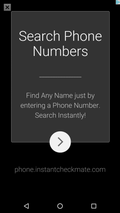 Search Phone
Numbers
Find Any Name just by
entering a Phone Number.
Search Instantly!
phone.instantcheckmate.com